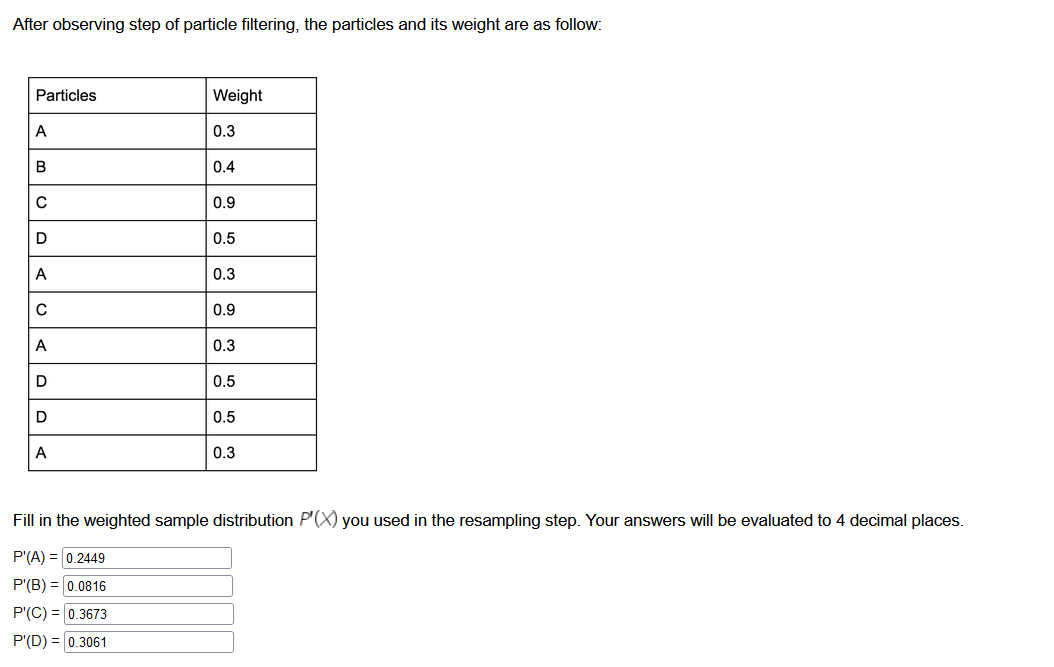 After observing step of particle filtering, the particles and its weight are as follow:
Particles Weight
A 0.3
B 0.4
C 0.9
D 0.5
A 0.3
C 0.9
A 0.3
D 0.5
D 0.5
A 0.3
Fill in the weighted sample distribution P'(X) you used in the resampling step. Your answers will be evaluated to 4 decimal places.
P'(A) = 0.2449
P'(B) = 0.0816
P'(C) = 0.3673
P'(D) = 0.3061